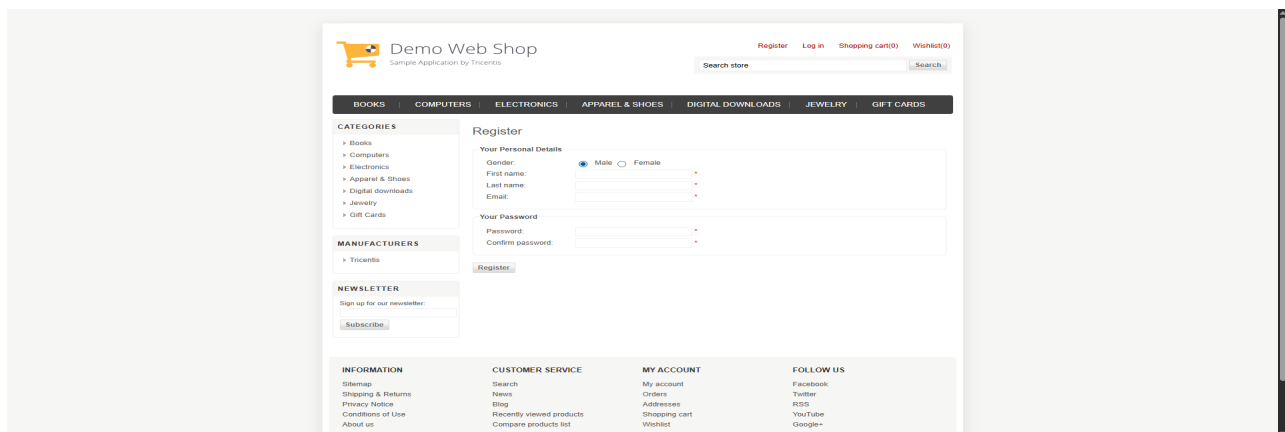 Demo Web Shop
Sample Application by Tricentis
Register Log in Shopping cart(0) Wishlist(0)
Search store Search
BOOKS | COMPUTERS | ELECTRONICS | APPAREL & SHOES | DIGITAL DOWNLOADS | JEWELRY | GIFT CARDS
CATEGORIES
Books
Computers
Electronics
Apparel & Shoes
Digital downloads
Jewelry
Gift Cards
MANUFACTURERS
Tricentis
NEWSLETTER
Sign up for our newsletter:
Subscribe
Register
Your Personal Details
Gender: Male Female
First name: *
Last name: *
Email: *
Your Password
Password: *
Confirm password: *
Register
INFORMATION
Sitemap
Shipping & Returns
Privacy Notice
Conditions of Use
About us
CUSTOMER SERVICE
Search
News
Blog
Recently viewed products
Compare products list
MY ACCOUNT
My account
Orders
Addresses
Shopping cart
Wishlist
FOLLOW US
Facebook
Twitter
RSS
YouTube
Google+